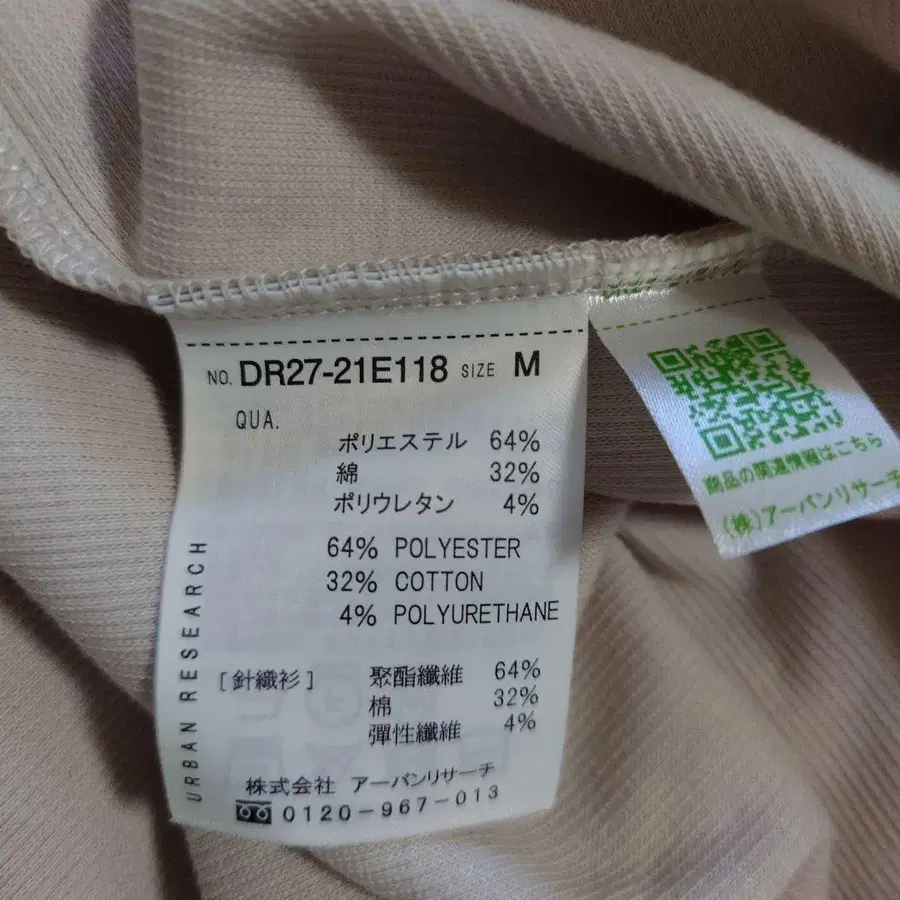 NO. DR27-21E118 SIZE M
QUA.
ポリエステル 64%
綿 32%
ポリウレタン 4%
64% POLYESTER
32% COTTON
4% POLYURETHANE
[針織衫] 聚酯纖維 64%
棉 32%
彈性纖維 4%
株式会社 アーバンリサーチ
0120-967-013
URBAN RESEARCH
商品の関連情報はこちら
(株)アーバンリサーチ